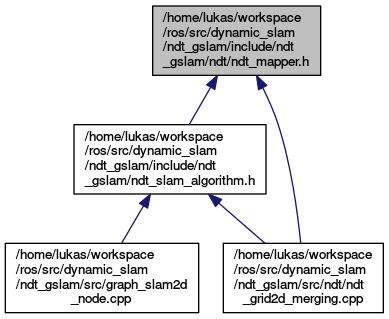 /home/lukas/workspace
/ros/src/dynamic_slam
/ndt_gslam/include/ndt
_gslam/ndt/ndt_mapper.h
/home/lukas/workspace
/ros/src/dynamic_slam
/ndt_gslam/include/ndt
_gslam/ndt_slam_algorithm.h
/home/lukas/workspace
/ros/src/dynamic_slam
/ndt_gslam/src/graph_slam2d
_node.cpp
/home/lukas/workspace
/ros/src/dynamic_slam
/ndt_gslam/src/ndt/ndt
_grid2d_merging.cpp